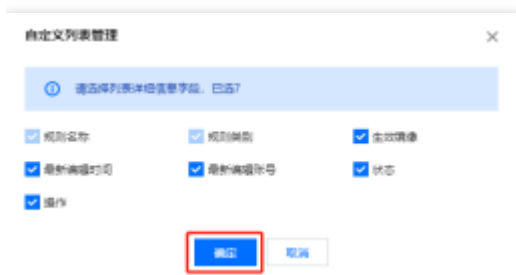 自定义列表管理
请选择列表详细信息字段，已选7
规则名称 规则类别 生效镜像
最新编辑时间 最新编辑账号 状态
操作
确定 取消